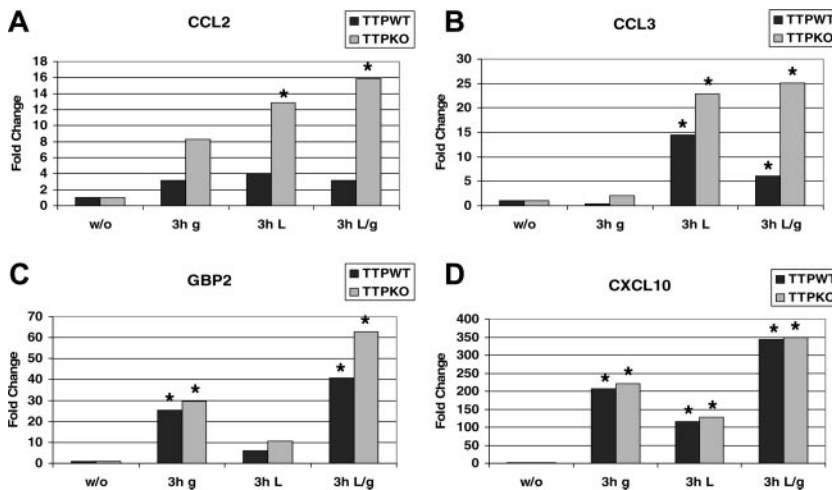 A
CCL2
TTPWT
TTPKO
Fold Change
18
16
14
12
10
8
6
4
2
0
*
*
w/o
3h g
3h L
3h L/g
B
CCL3
TTPWT
TTPKO
Fold Change
30
25
20
15
10
5
0
*
*
*
*
w/o
3h g
3h L
3h L/g
C
GBP2
TTPWT
TTPKO
Fold Change
70
60
50
40
30
20
10
0
*
*
*
*
w/o
3h g
3h L
3h L/g
D
CXCL10
TTPWT
TTPKO
Fold Change
400
350
300
250
200
150
100
50
0
*
*
*
*
*
*
w/o
3h g
3h L
3h L/g